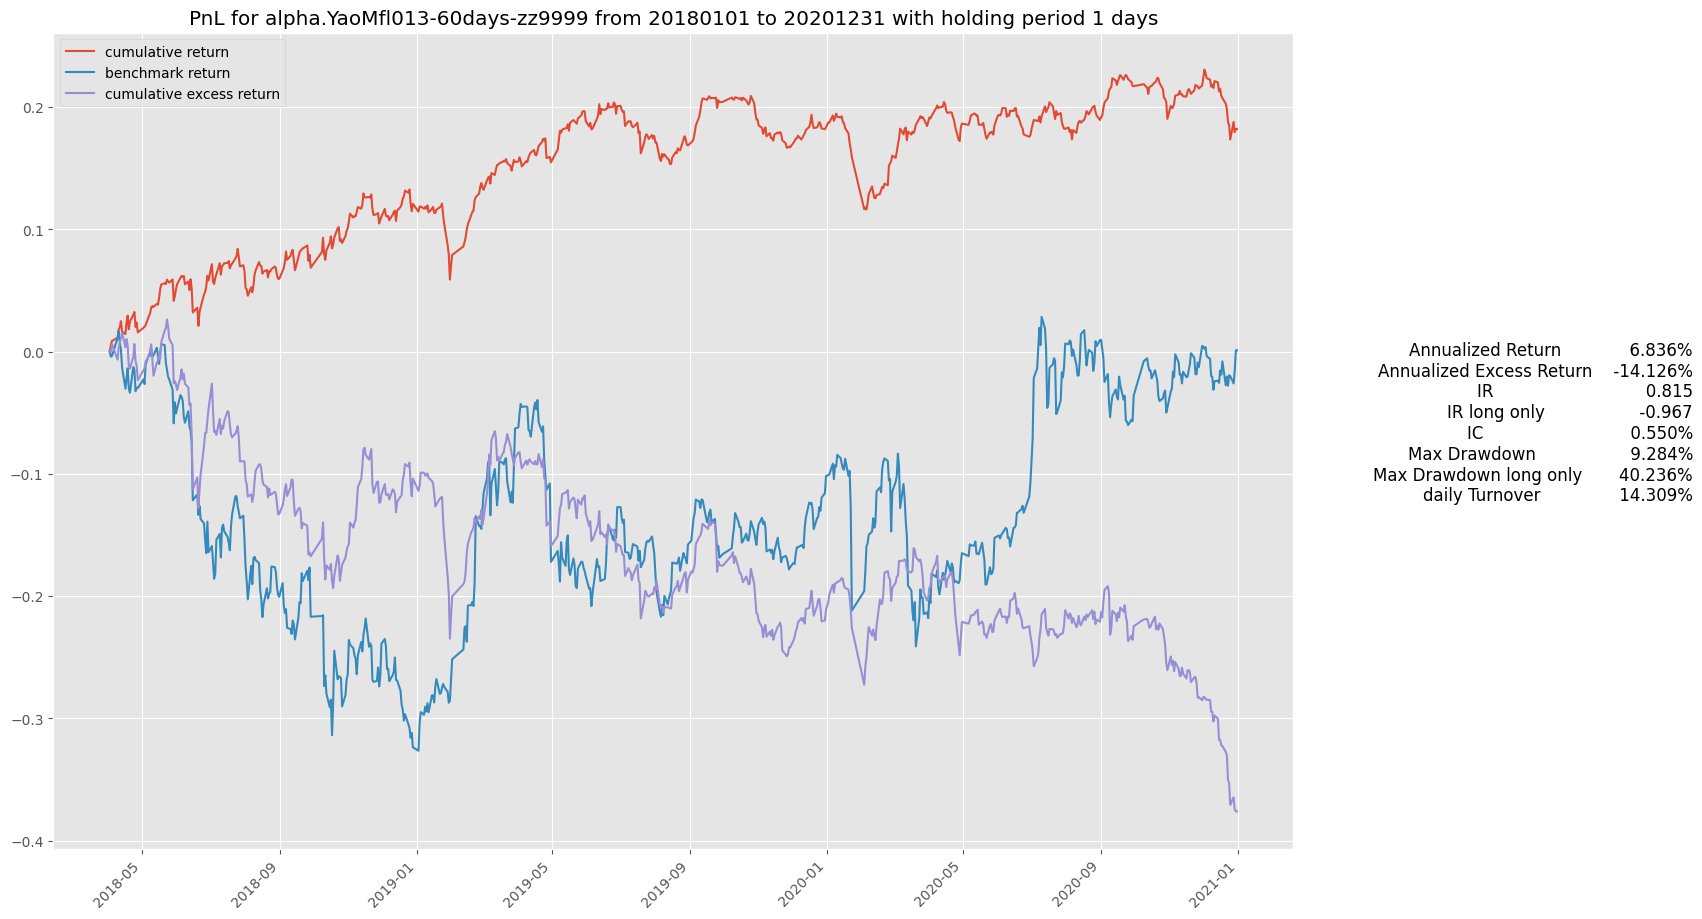 PnL for alpha.YaoMfl013-60days-zz9999 from 20180101 to 20201231 with holding period 1 days
cumulative return
benchmark return
cumulative excess return
0.2
0.1
0.0
−0.1
−0.2
−0.3
−0.4
2018-05
2018-09
2019-01
2019-05
2019-09
2020-01
2020-05
2020-09
2021-01
Annualized Return 6.836%
Annualized Excess Return -14.126%
IR 0.815
IR long only -0.967
IC 0.550%
Max Drawdown 9.284%
Max Drawdown long only 40.236%
daily Turnover 14.309%